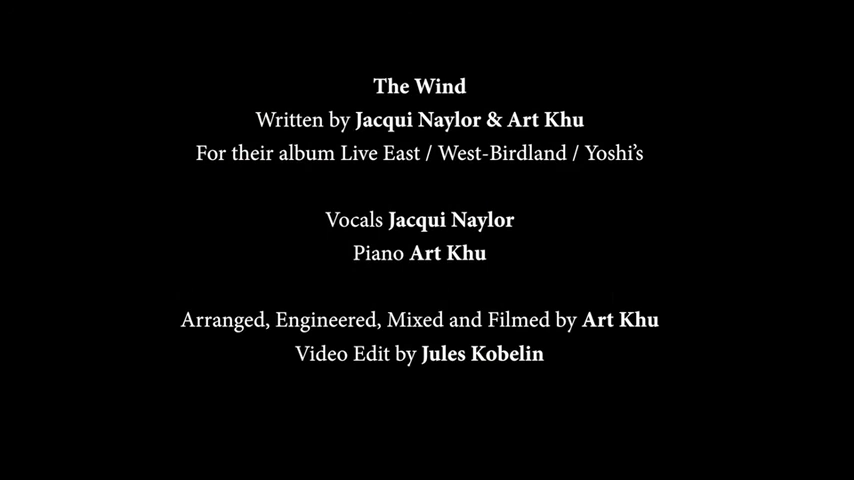 The Wind
Written by Jacqui Naylor & Art Khu
For their album Live East / West-Birdland / Yoshi’s
Vocals Jacqui Naylor
Piano Art Khu
Arranged, Engineered, Mixed and Filmed by Art Khu
Video Edit by Jules Kobelin